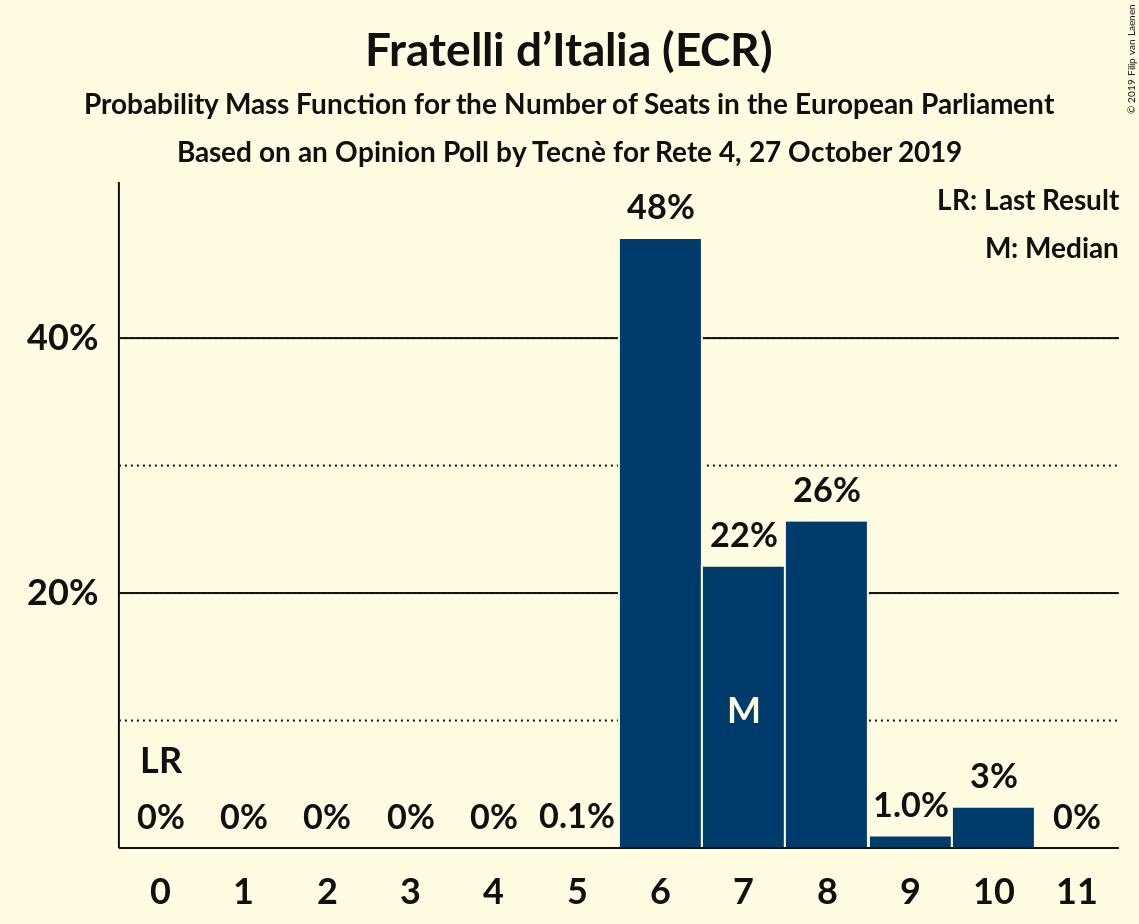 Fratelli d’Italia (ECR)
Probability Mass Function for the Number of Seats in the European Parliament
Based on an Opinion Poll by Tecnè for Rete 4, 27 October 2019
© 2019 Filip van Laenen
LR: Last Result
M: Median
48%
40%
26%
22%
20%
M
LR
3%
0% 0% 0% 0% 0% 0.1% 1.0% 0%
0 1 2 3 4 5 6 7 8 9 10 11